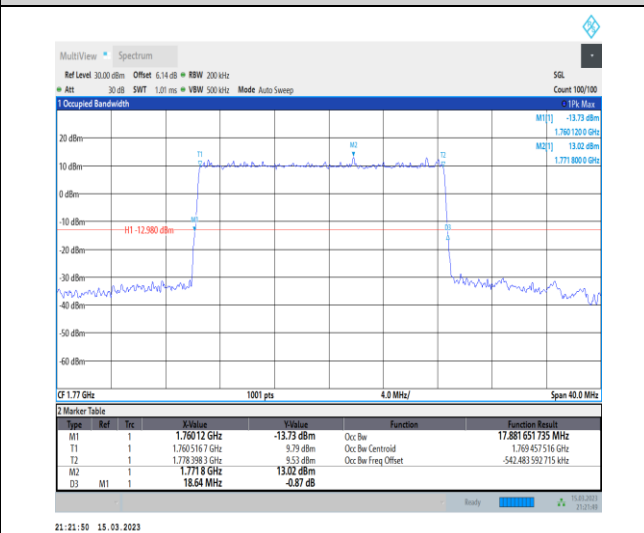 MultiView Spectrum
Ref Level 30.00 dBm Offset 6.14 dB RBW 200 kHz SGL
Att 30 dB SWT 1.01 ms VBW 500 kHz Mode Auto Sweep Count 100/100
1 Occupied Bandwidth 1Pk Max
M1[1] -13.73 dBm
1.760 120 0 GHz
M2[1] 13.02 dBm
1.771 800 0 GHz
20 dBm
M2
T1 T2
10 dBm
0 dBm
-10 dBm
M1
H1 -12.980 dBm
D3
-20 dBm
-30 dBm
-40 dBm
-50 dBm
-60 dBm
CF 1.77 GHz 1001 pts 4.0 MHz/ Span 40.0 MHz
2 Marker Table
Type Ref Trc X-Value Y-Value Function Function Result
M1 1 1.76012 GHz -13.73 dBm Occ Bw 17.881 651 735 MHz
T1 1 1.760 516 7 GHz 9.79 dBm Occ Bw Centroid 1.769 457 516 GHz
T2 1 1.778 398 3 GHz 9.53 dBm Occ Bw Freq Offset -542.483 592 715 kHz
M2 1 1.7718 GHz 13.02 dBm
D3 M1 1 18.64 MHz -0.87 dB
Ready 15.03.2023
21:21:49
21:21:50 15.03.2023